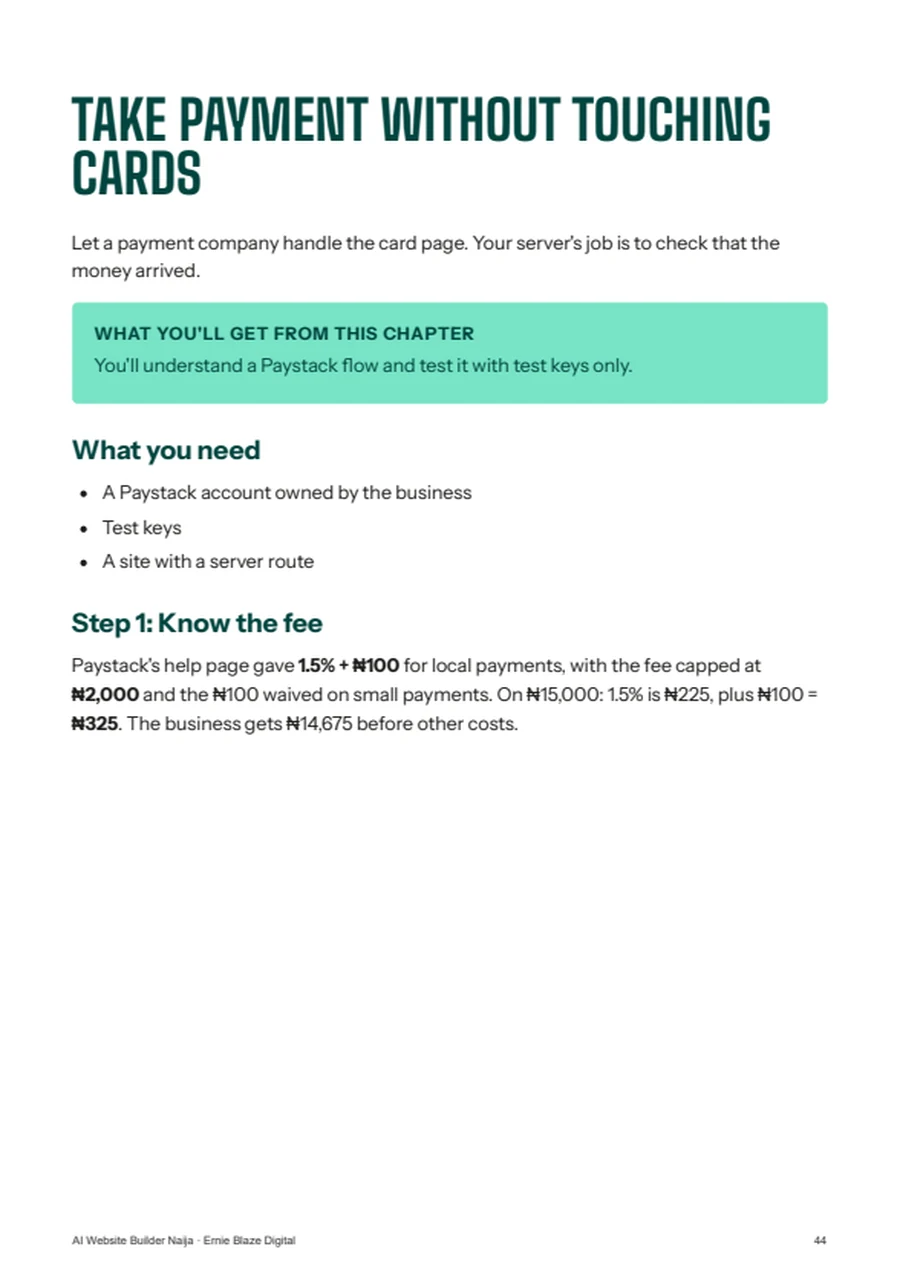 TAKE PAYMENT WITHOUT TOUCHING
CARDS
Let a payment company handle the card page. Your server's job is to check that the
money arrived.
WHAT YOU'LL GET FROM THIS CHAPTER
You'll understand a Paystack flow and test it with test keys only.
What you need
• A Paystack account owned by the business
• Test keys
• A site with a server route
Step 1: Know the fee
Paystack's help page gave 1.5% + ₦100 for local payments, with the fee capped at
₦2,000 and the ₦100 waived on small payments. On ₦15,000: 1.5% is ₦225, plus ₦100 =
₦325. The business gets ₦14,675 before other costs.
AI Website Builder Naija · Ernie Blaze Digital
44